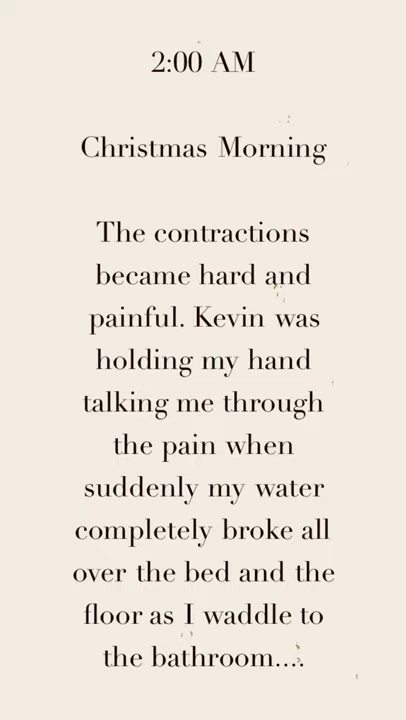 2:00 AM
Christmas Morning
The contractions
became hard and
painful. Kevin was
holding my hand
talking me through
the pain when
suddenly my water
completely broke all
over the bed and the
floor as I waddle to
the bathroom....